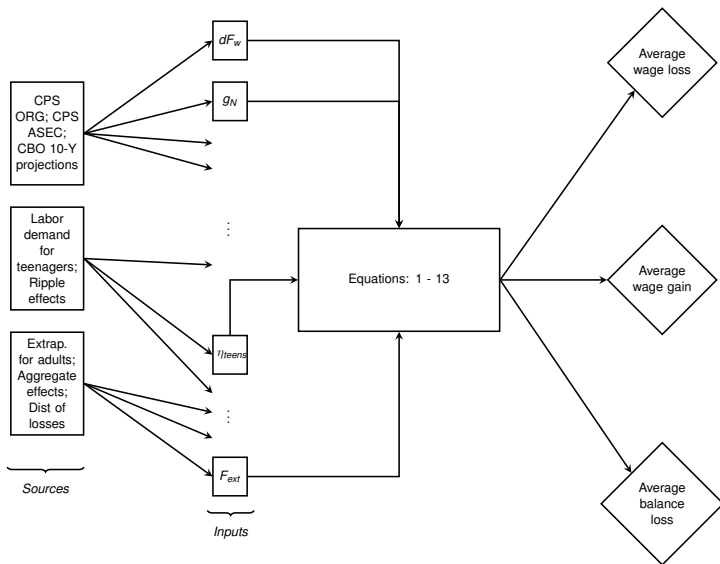 CPS
ORG; CPS
ASEC;
CBO 10-Y
projections
Labor
demand
for
teenagers;
Ripple
effects
Extrap.
for adults;
Aggregate
effects;
Dist of
losses
Sources
dF_w
g_N
⋮
η_teens
⋮
F_ext
Inputs
Equations: 1 - 13
Average
wage loss
Average
wage gain
Average
balance
loss